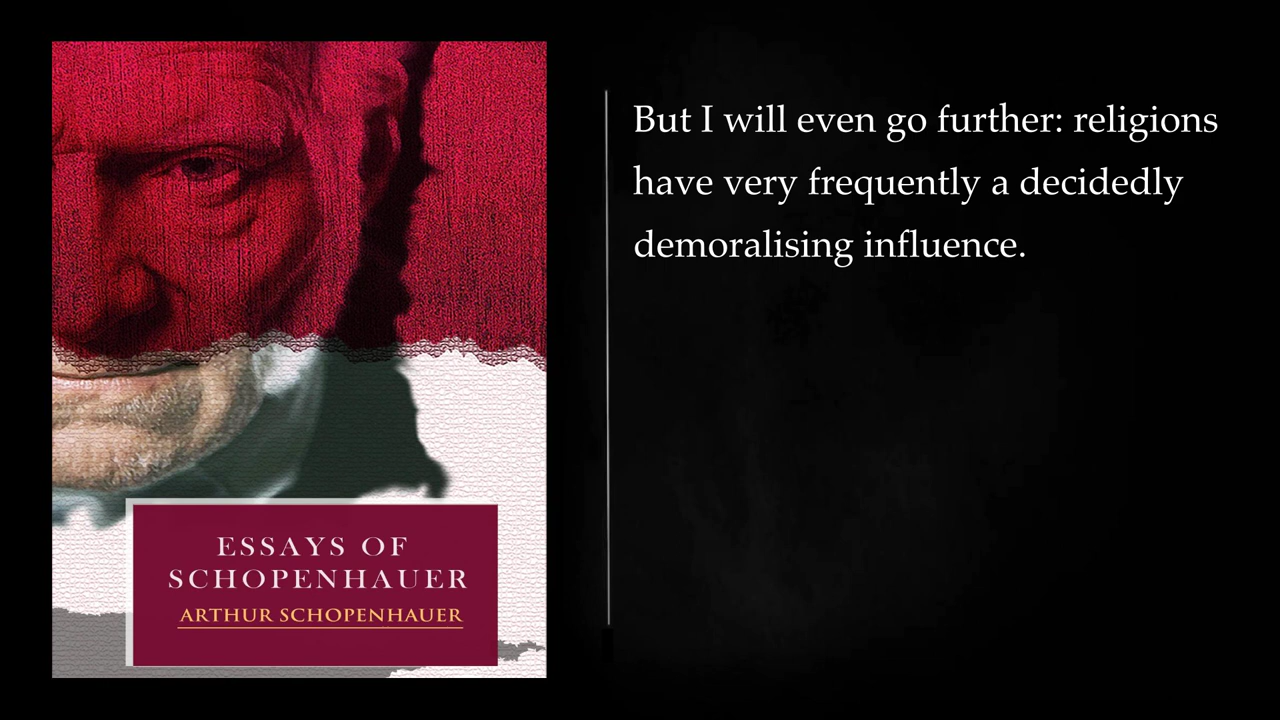 ESSAYS OF
SCHOPENHAUER
ARTHUR SCHOPENHAUER
But I will even go further: religions
have very frequently a decidedly
demoralising influence.